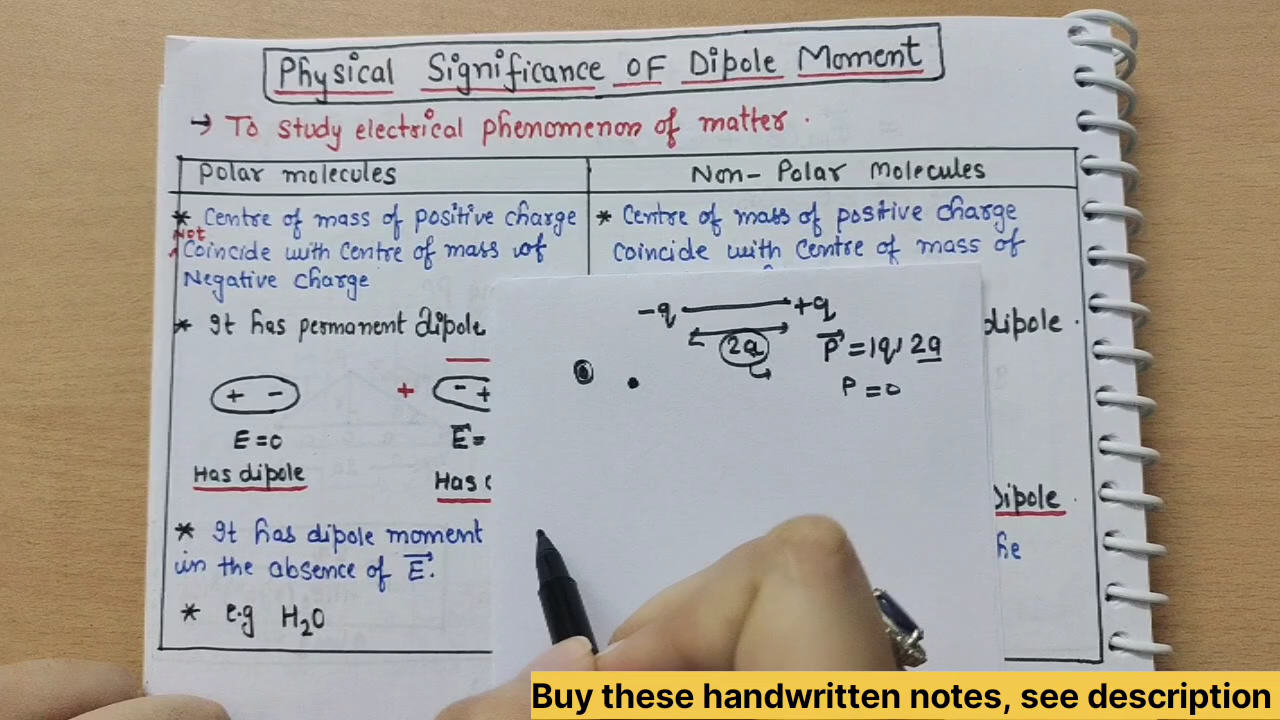 Physical Significance OF Dipole Moment
→ To study electrical phenomenon of matter .
Polar molecules
Non-Polar Molecules
* Centre of mass of positive charge
Not
Coincide with centre of mass of
Negative charge
* It has permanent dipole
+ -
+
- +
E=0
E=
Has dipole
Has
* It has dipole moment
in the absence of E⃗.
* e.g H₂O
* Centre of mass of positive charge
coincide with centre of mass of
dipole .
Dipole .
he
-q +q
2a
P⃗ = |q| 2a
P = 0
Buy these handwritten notes, see description